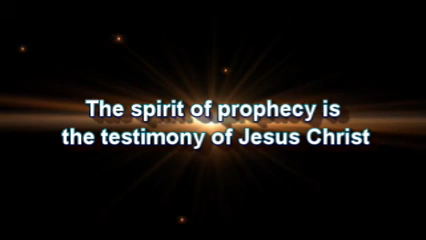 The spirit of prophecy is
the testimony of Jesus Christ